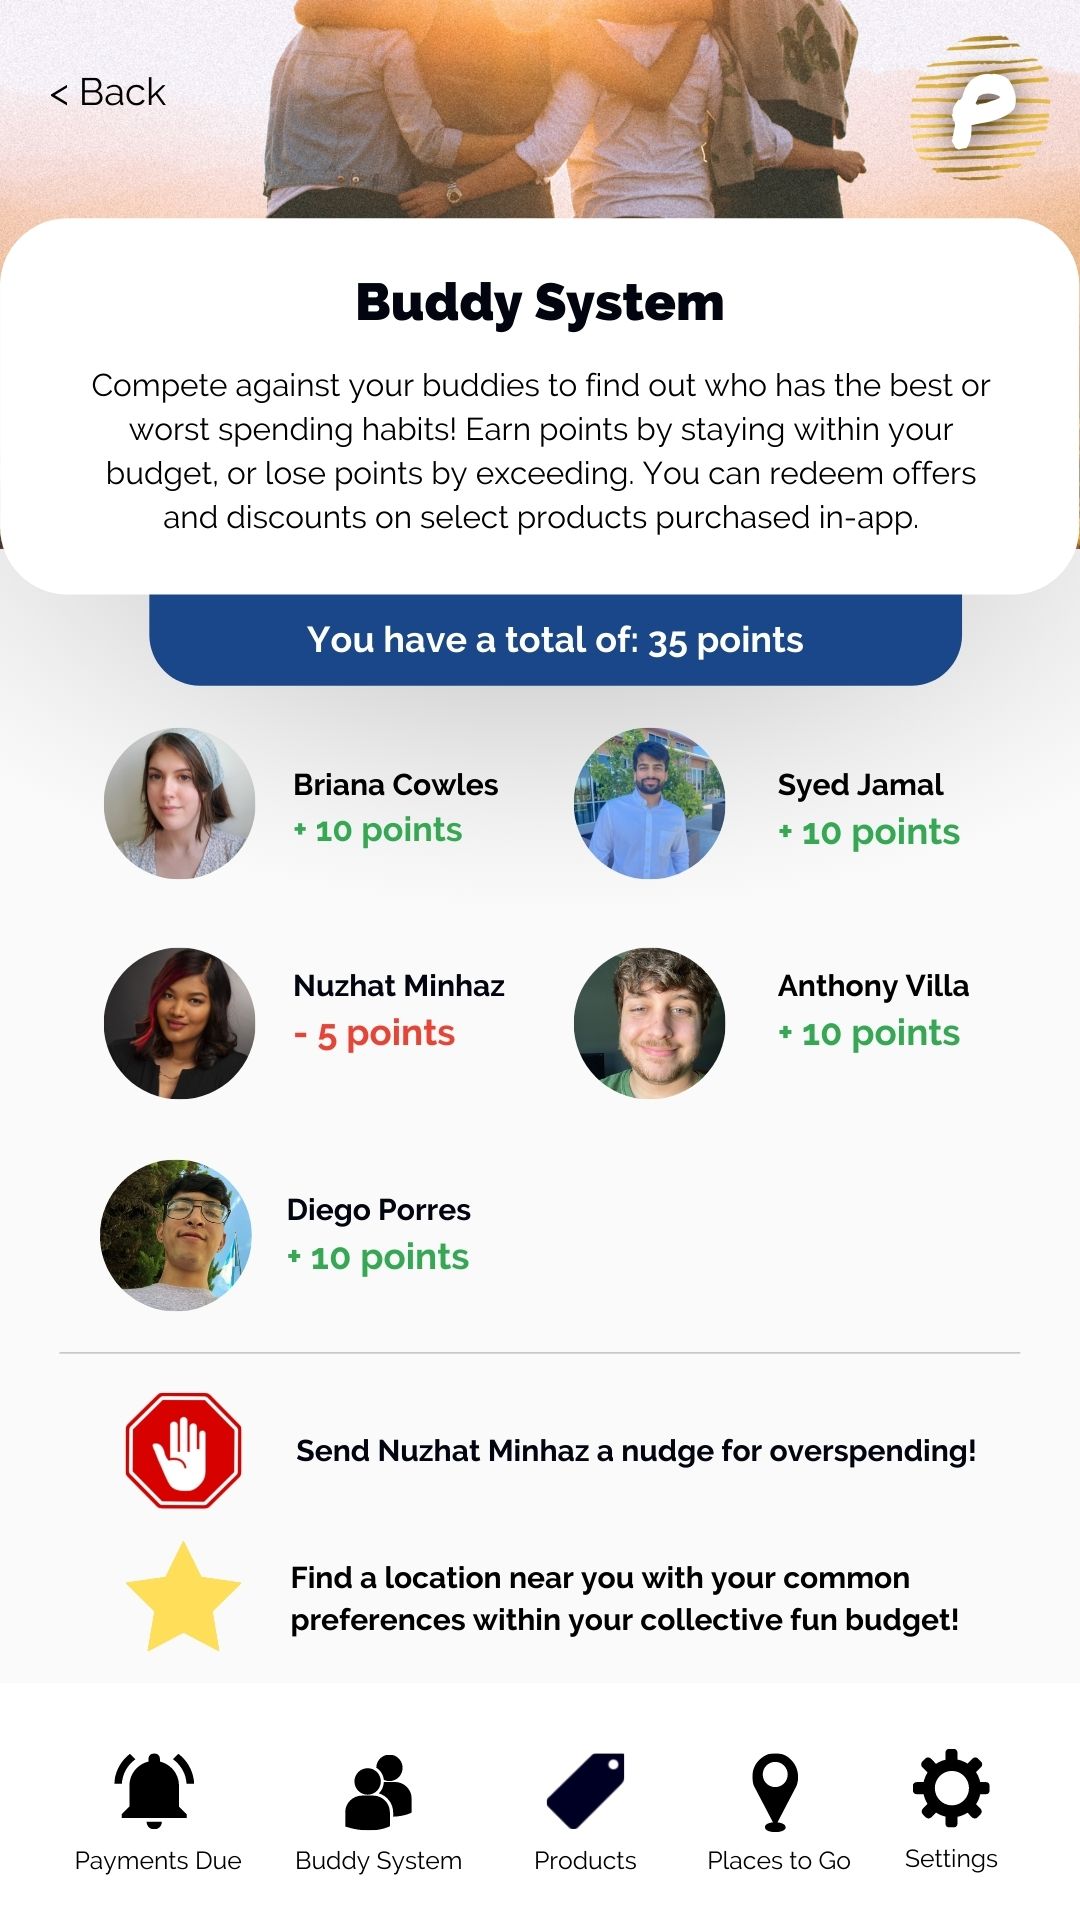 < Back
P
Buddy System
Compete against your buddies to find out who has the best or
worst spending habits! Earn points by staying within your
budget, or lose points by exceeding. You can redeem offers
and discounts on select products purchased in-app.
You have a total of: 35 points
Briana Cowles
+ 10 points
Syed Jamal
+ 10 points
Nuzhat Minhaz
- 5 points
Anthony Villa
+ 10 points
Diego Porres
+ 10 points
Send Nuzhat Minhaz a nudge for overspending!
Find a location near you with your common
preferences within your collective fun budget!
Payments Due
Buddy System
Products
Places to Go
Settings